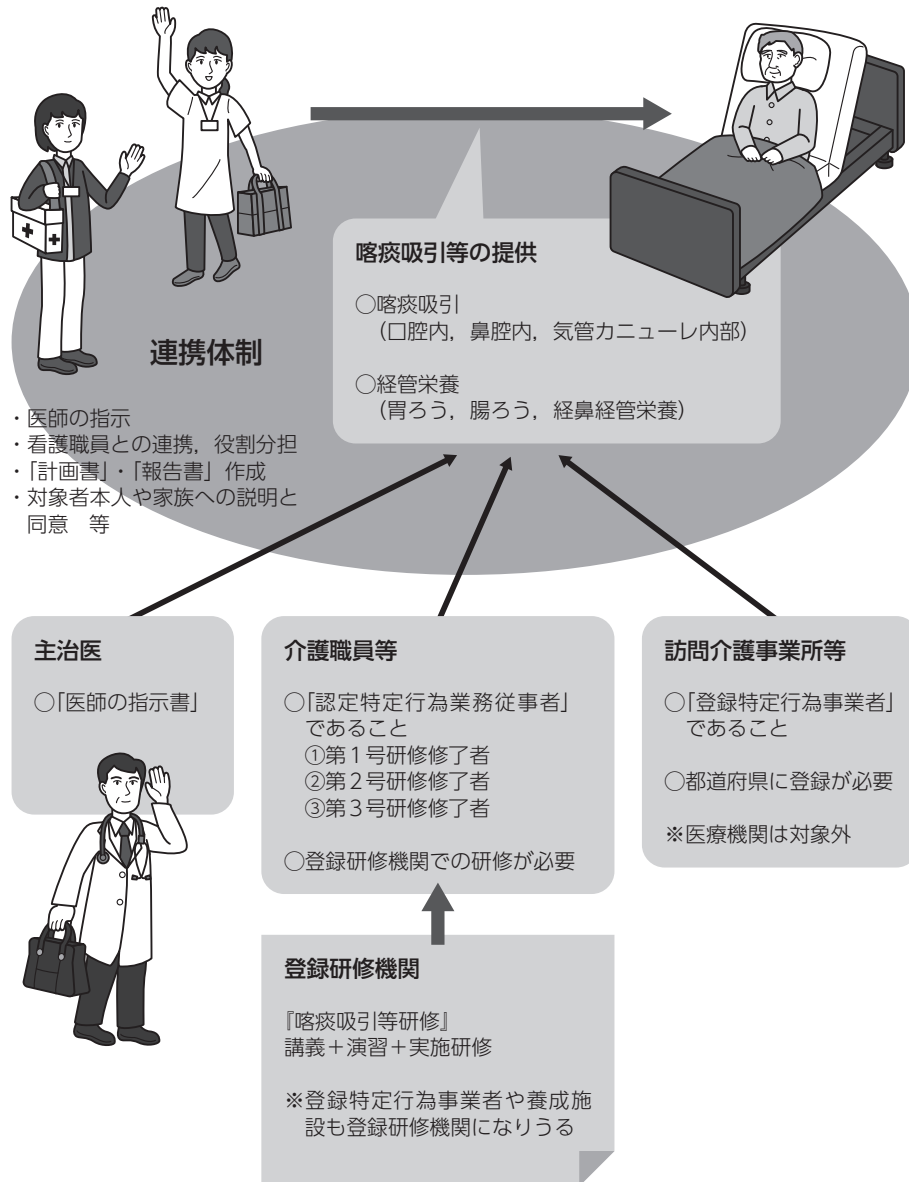 喀痰吸引等の提供
○喀痰吸引
（口腔内，鼻腔内，気管カニューレ内部）
○経管栄養
（胃ろう，腸ろう，経鼻経管栄養）
連携体制
・医師の指示
・看護職員との連携，役割分担
・「計画書」・「報告書」作成
・対象者本人や家族への説明と
同意　等
主治医
○「医師の指示書」
介護職員等
○「認定特定行為業務従事者」
であること
①第１号研修修了者
②第２号研修修了者
③第３号研修修了者
○登録研修機関での研修が必要
訪問介護事業所等
○「登録特定行為事業者」
であること
○都道府県に登録が必要
※医療機関は対象外
登録研修機関
『喀痰吸引等研修』
講義＋演習＋実施研修
※登録特定行為事業者や養成施
設も登録研修機関になりうる